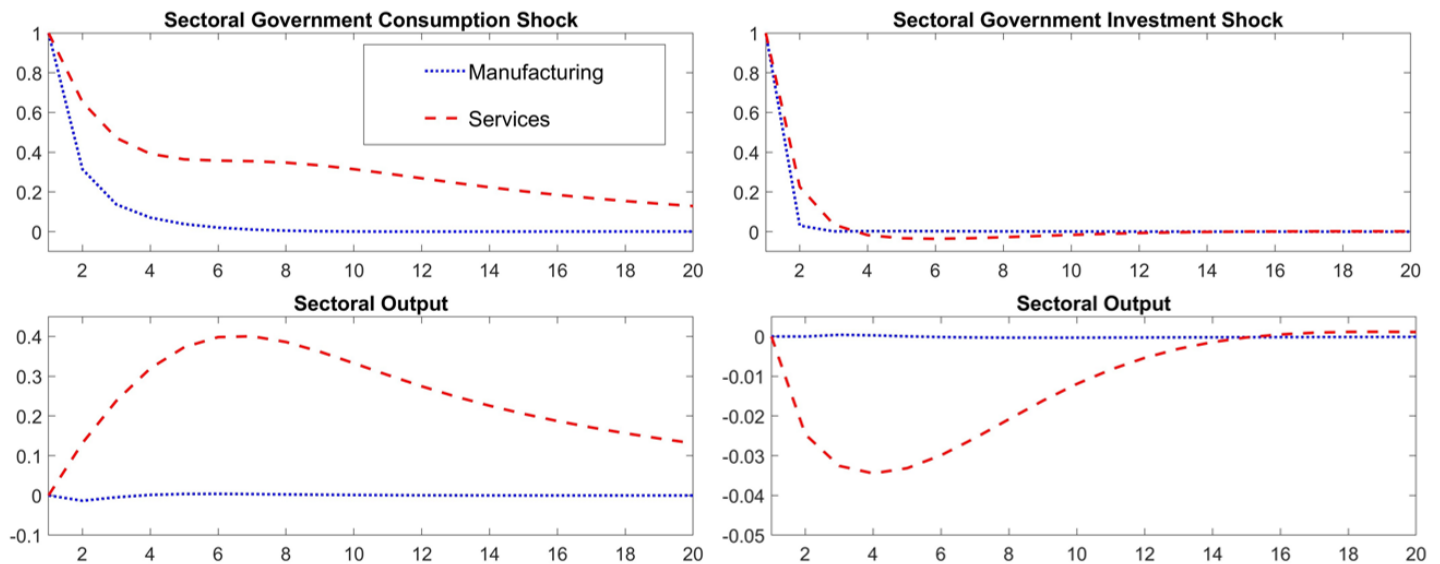 Sectoral Government Consumption Shock
1
0.8
0.6
0.4
0.2
0
2 4 6 8 10 12 14 16 18 20
Manufacturing
Services
Sectoral Government Investment Shock
1
0.8
0.6
0.4
0.2
0
2 4 6 8 10 12 14 16 18 20
Sectoral Output
0.4
0.3
0.2
0.1
0
-0.1
2 4 6 8 10 12 14 16 18 20
Sectoral Output
0
-0.01
-0.02
-0.03
-0.04
-0.05
2 4 6 8 10 12 14 16 18 20